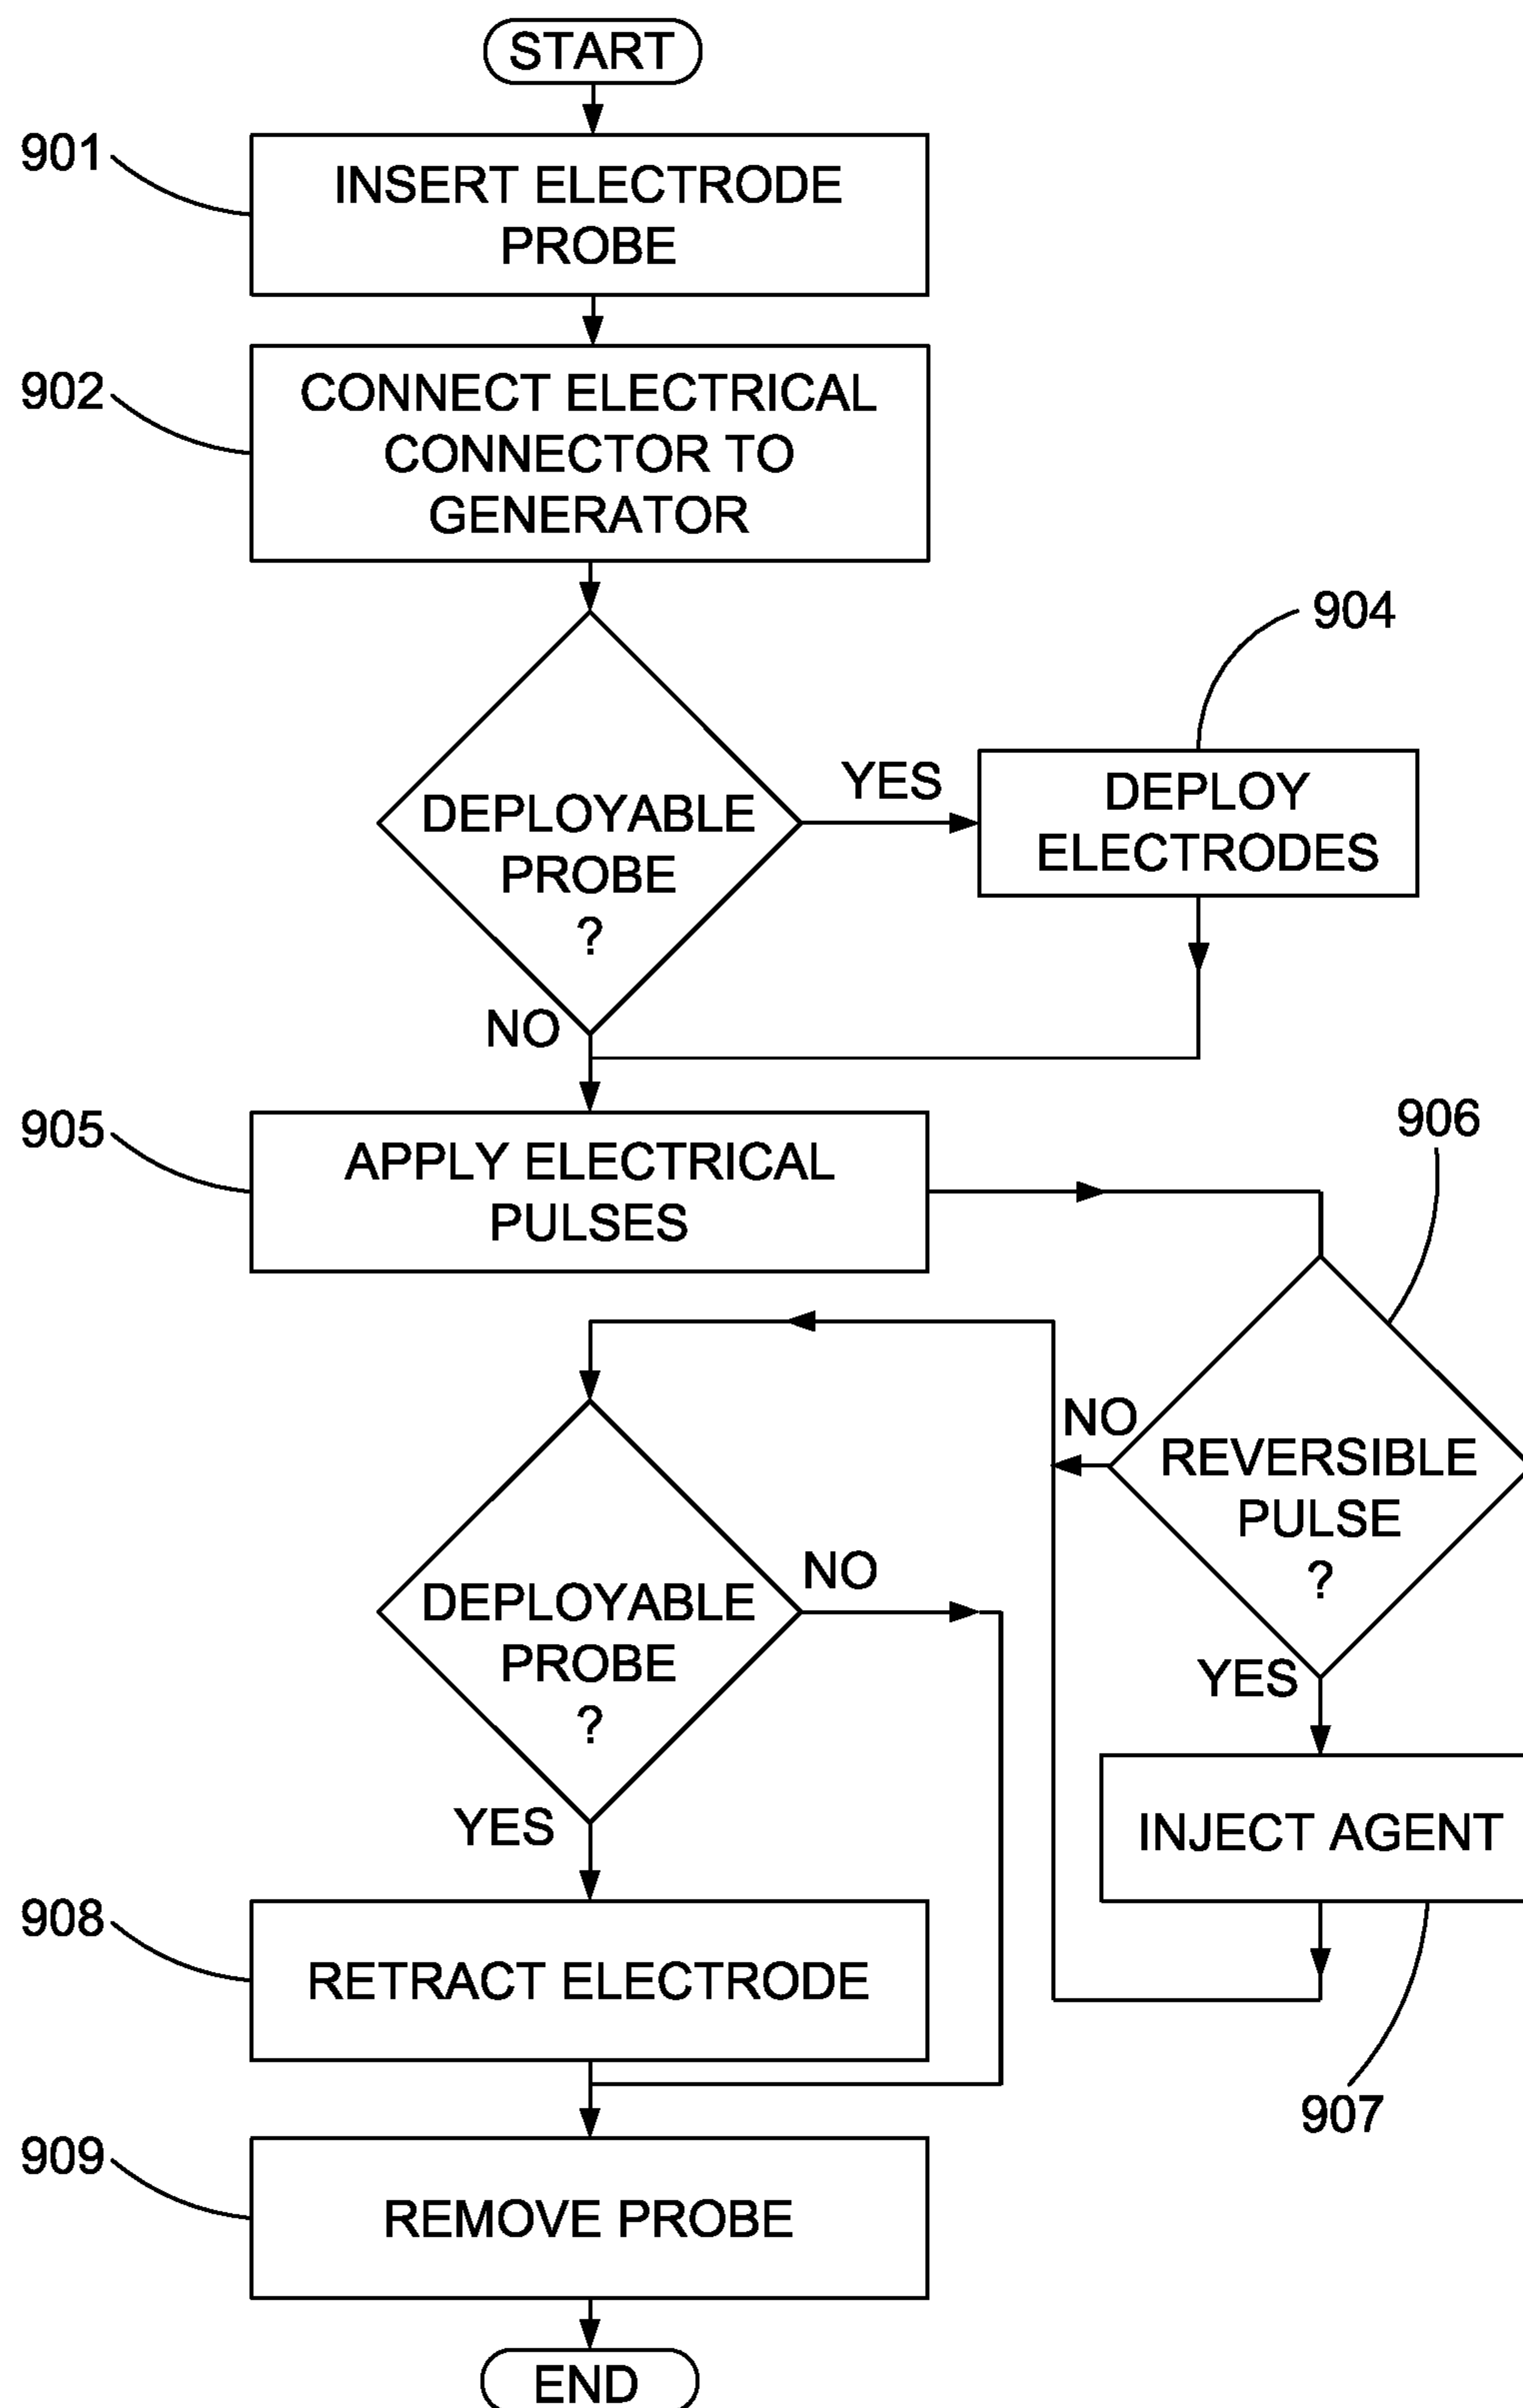 START
901
INSERT ELECTRODE
PROBE
902
CONNECT ELECTRICAL
CONNECTOR TO
GENERATOR
904
YES
DEPLOY
ELECTRODES
DEPLOYABLE
PROBE
?
NO
905
APPLY ELECTRICAL
PULSES
906
NO
REVERSIBLE
PULSE
?
YES
DEPLOYABLE
PROBE
?
NO
YES
INJECT AGENT
907
908
RETRACT ELECTRODE
909
REMOVE PROBE
END